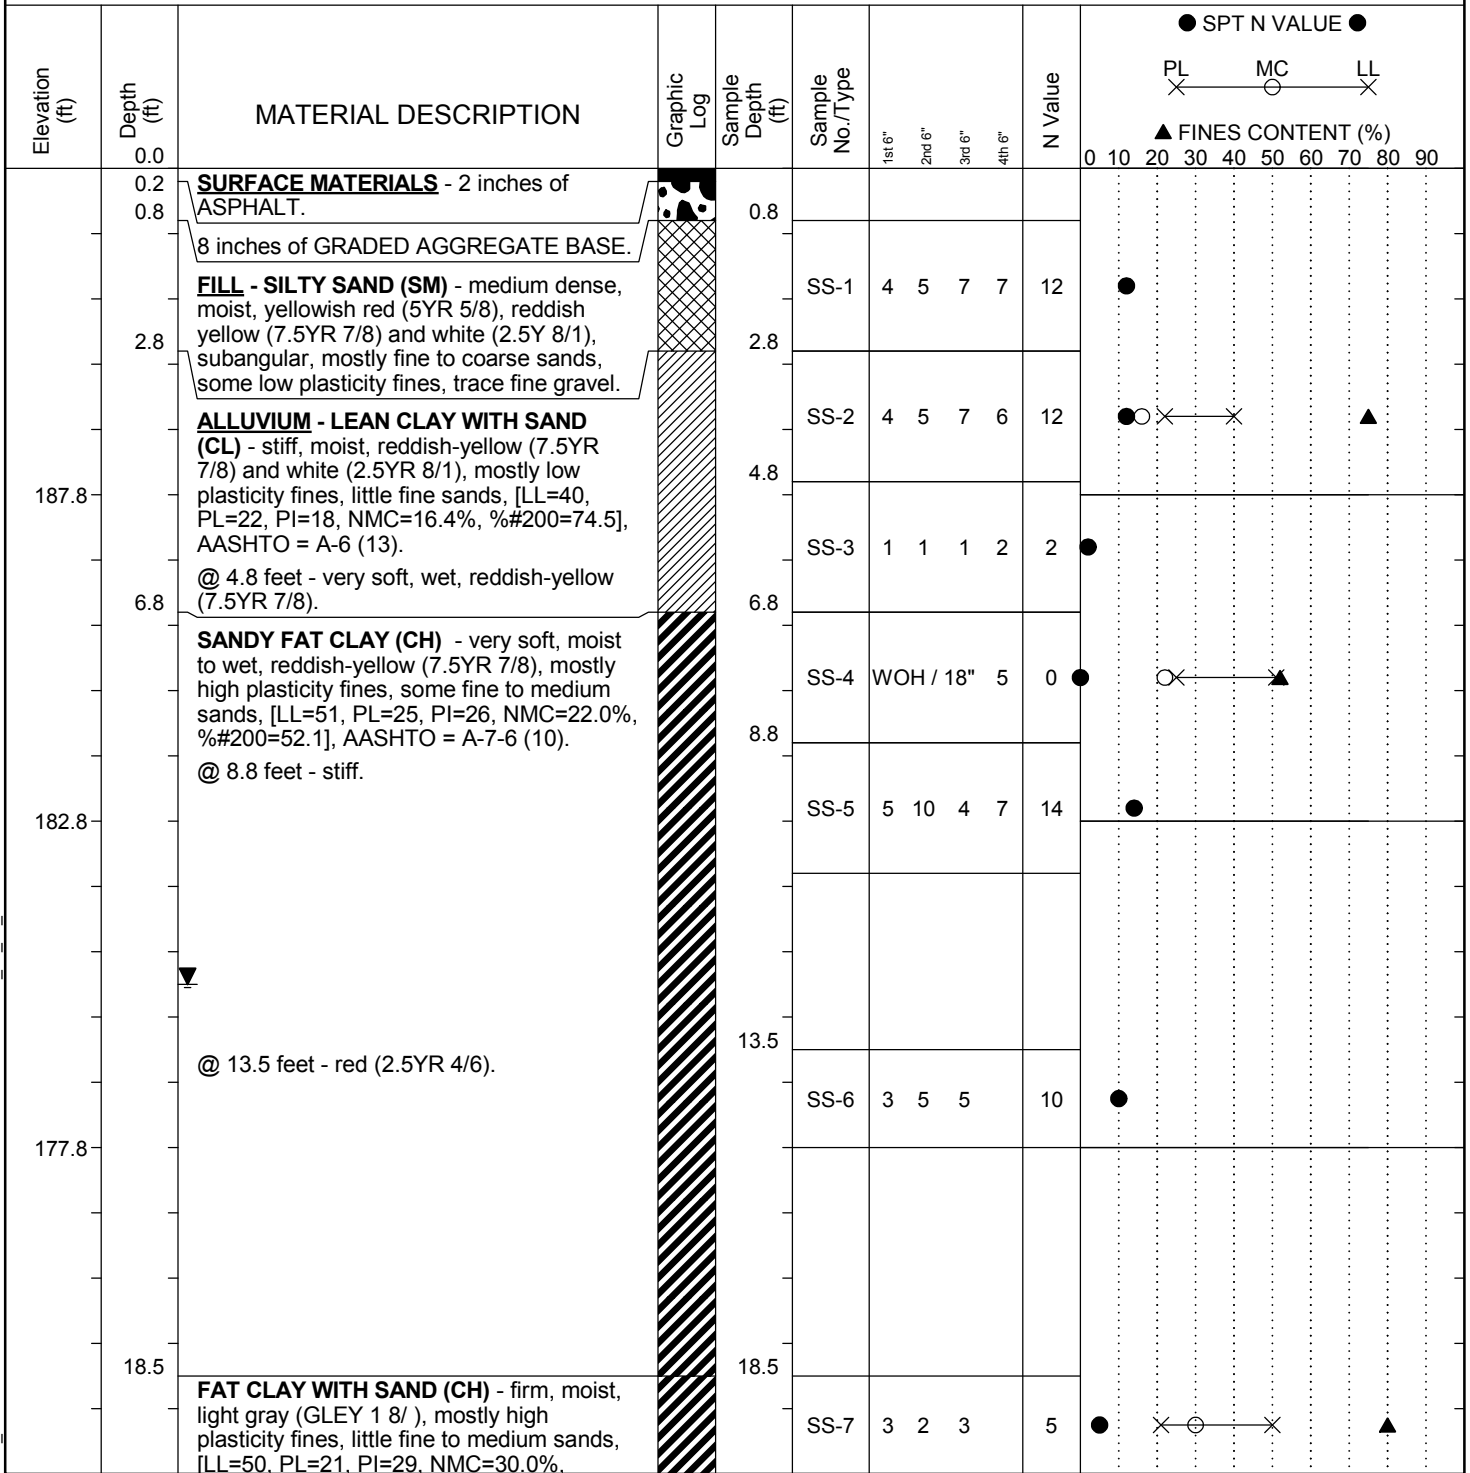 ● SPT N VALUE ●
PL MC LL
▲ FINES CONTENT (%)
Elevation (ft)
Depth (ft)
MATERIAL DESCRIPTION
Graphic Log
Sample Depth (ft)
Sample No./Type
1st 6"
2nd 6"
3rd 6"
4th 6"
N Value
0.0
0 10 20 30 40 50 60 70 80 90
0.2
0.8
SURFACE MATERIALS - 2 inches of
ASPHALT.
0.8
8 inches of GRADED AGGREGATE BASE.
FILL - SILTY SAND (SM) - medium dense,
moist, yellowish red (5YR 5/8), reddish
yellow (7.5YR 7/8) and white (2.5Y 8/1),
subangular, mostly fine to coarse sands,
some low plasticity fines, trace fine gravel.
SS-1 4 5 7 7 12
2.8
2.8
ALLUVIUM - LEAN CLAY WITH SAND
(CL) - stiff, moist, reddish-yellow (7.5YR
7/8) and white (2.5YR 8/1), mostly low
plasticity fines, little fine sands, [LL=40,
PL=22, PI=18, NMC=16.4%, %#200=74.5],
AASHTO = A-6 (13).
SS-2 4 5 7 6 12
4.8
187.8
@ 4.8 feet - very soft, wet, reddish-yellow
(7.5YR 7/8).
SS-3 1 1 1 2 2
6.8
6.8
SANDY FAT CLAY (CH) - very soft, moist
to wet, reddish-yellow (7.5YR 7/8), mostly
high plasticity fines, some fine to medium
sands, [LL=51, PL=25, PI=26, NMC=22.0%,
%#200=52.1], AASHTO = A-7-6 (10).
SS-4 WOH / 18" 5 0
8.8
@ 8.8 feet - stiff.
SS-5 5 10 4 7 14
182.8
13.5
@ 13.5 feet - red (2.5YR 4/6).
SS-6 3 5 5 10
177.8
18.5
18.5
FAT CLAY WITH SAND (CH) - firm, moist,
light gray (GLEY 1 8/ ), mostly high
plasticity fines, little fine to medium sands,
[LL=50, PL=21, PI=29, NMC=30.0%,
SS-7 3 2 3 5